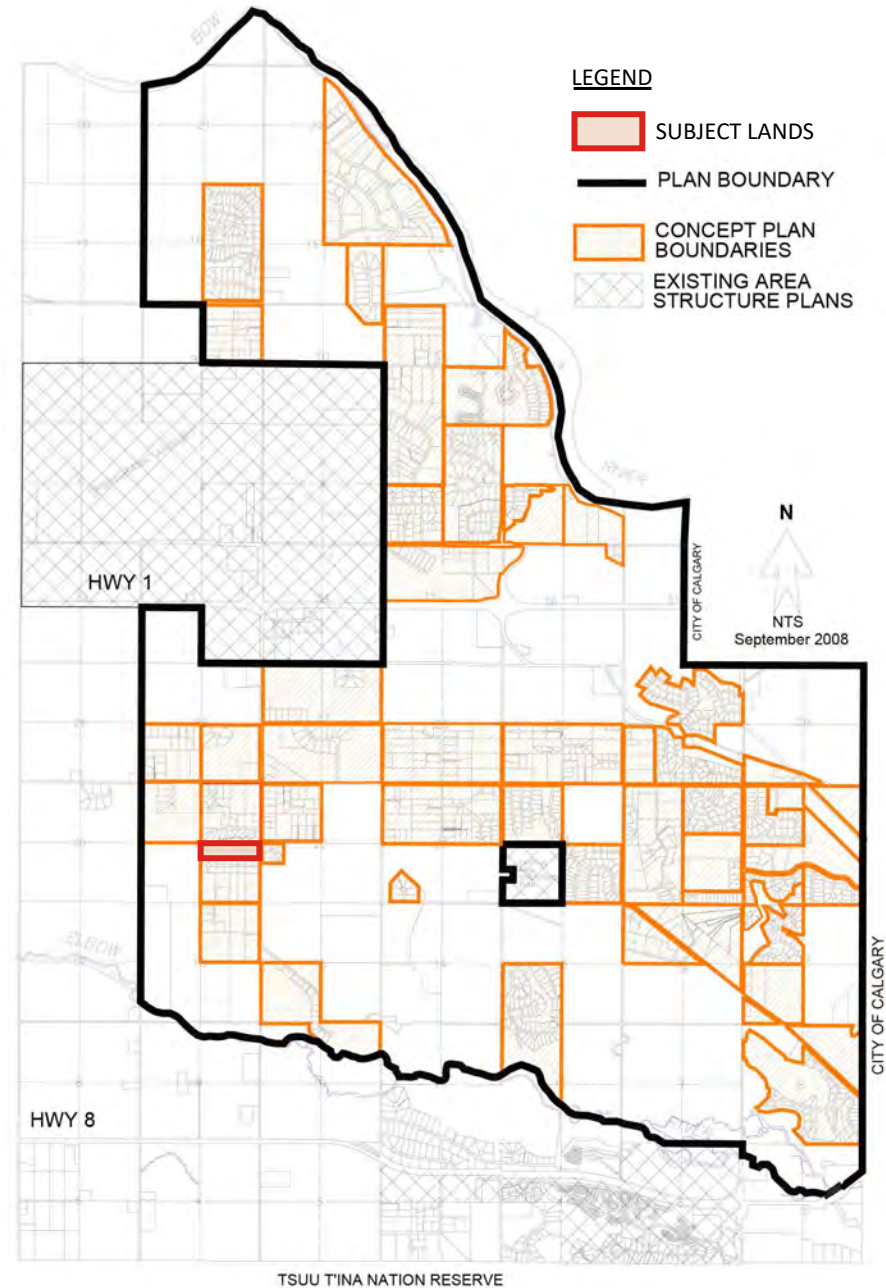 BOW
LEGEND
SUBJECT LANDS
PLAN BOUNDARY
CONCEPT PLAN
BOUNDARIES
EXISTING AREA
STRUCTURE PLANS
RIVER
N
NTS
September 2008
CITY OF CALGARY
HWY 1
ELBOW
CITY OF CALGARY
HWY 8
TSUU T'INA NATION RESERVE